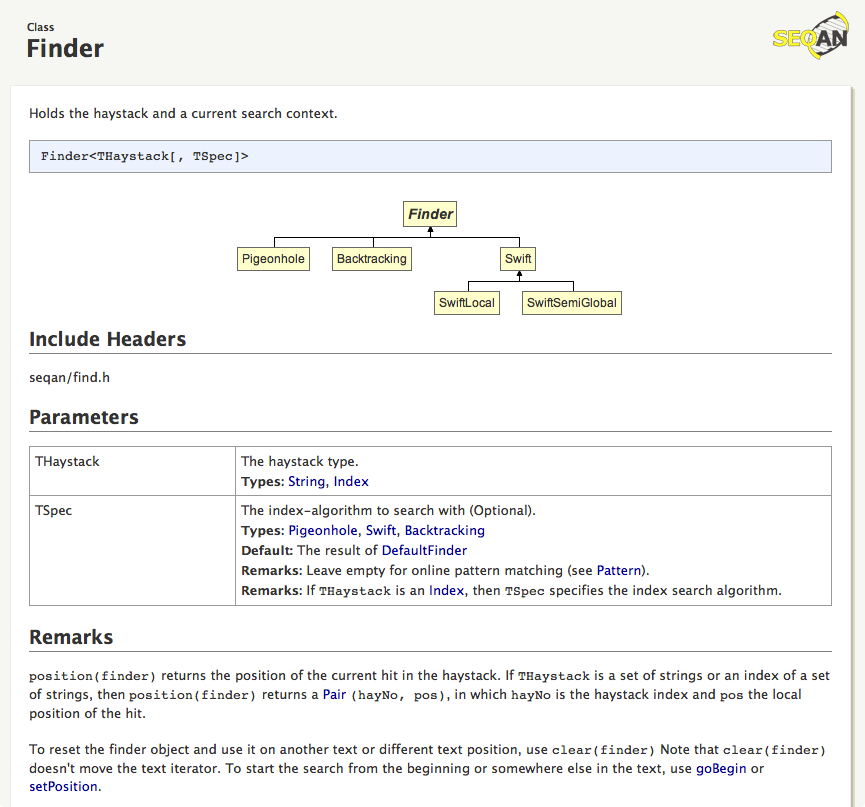 Class
Finder
SEQAN
Holds the haystack and a current search context.
Finder<THaystack[, TSpec]>
Finder
Pigeonhole Backtracking Swift
SwiftLocal SwiftSemiGlobal
Include Headers
seqan/find.h
Parameters
THaystack The haystack type.
Types: String, Index
TSpec The index-algorithm to search with (Optional).
Types: Pigeonhole, Swift, Backtracking
Default: The result of DefaultFinder
Remarks: Leave empty for online pattern matching (see Pattern).
Remarks: If THaystack is an Index, then TSpec specifies the index search algorithm.
Remarks
position(finder) returns the position of the current hit in the haystack. If THaystack is a set of strings or an index of a set
of strings, then position(finder) returns a Pair (hayNo, pos), in which hayNo is the haystack index and pos the local
position of the hit.
To reset the finder object and use it on another text or different text position, use clear(finder) Note that clear(finder)
doesn't move the text iterator. To start the search from the beginning or somewhere else in the text, use goBegin or
setPosition.